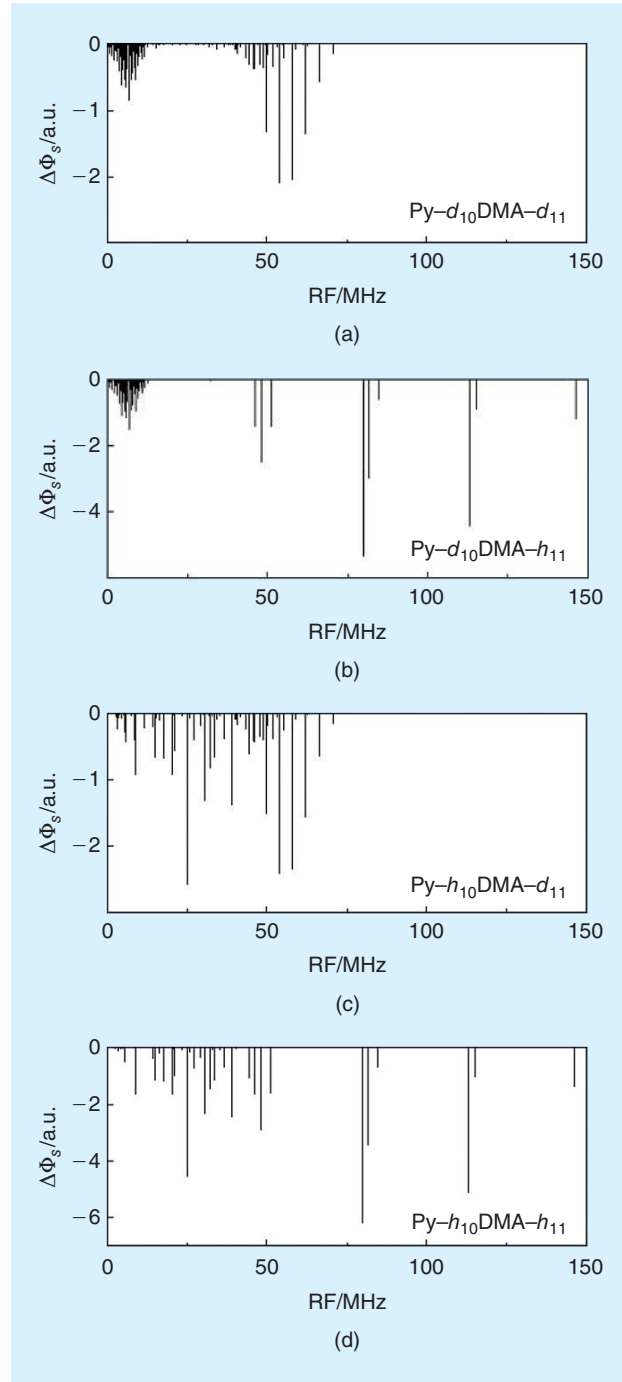 0
−1
−2
ΔΦs/a.u.
Py–d10DMA–d11
0 50 100 150
RF/MHz
(a)
0
−2
−4
ΔΦs/a.u.
Py–d10DMA–h11
0 50 100 150
RF/MHz
(b)
0
−1
−2
ΔΦs/a.u.
Py–h10DMA–d11
0 50 100 150
RF/MHz
(c)
0
−2
−4
−6
ΔΦs/a.u.
Py–h10DMA–h11
0 50 100 150
RF/MHz
(d)